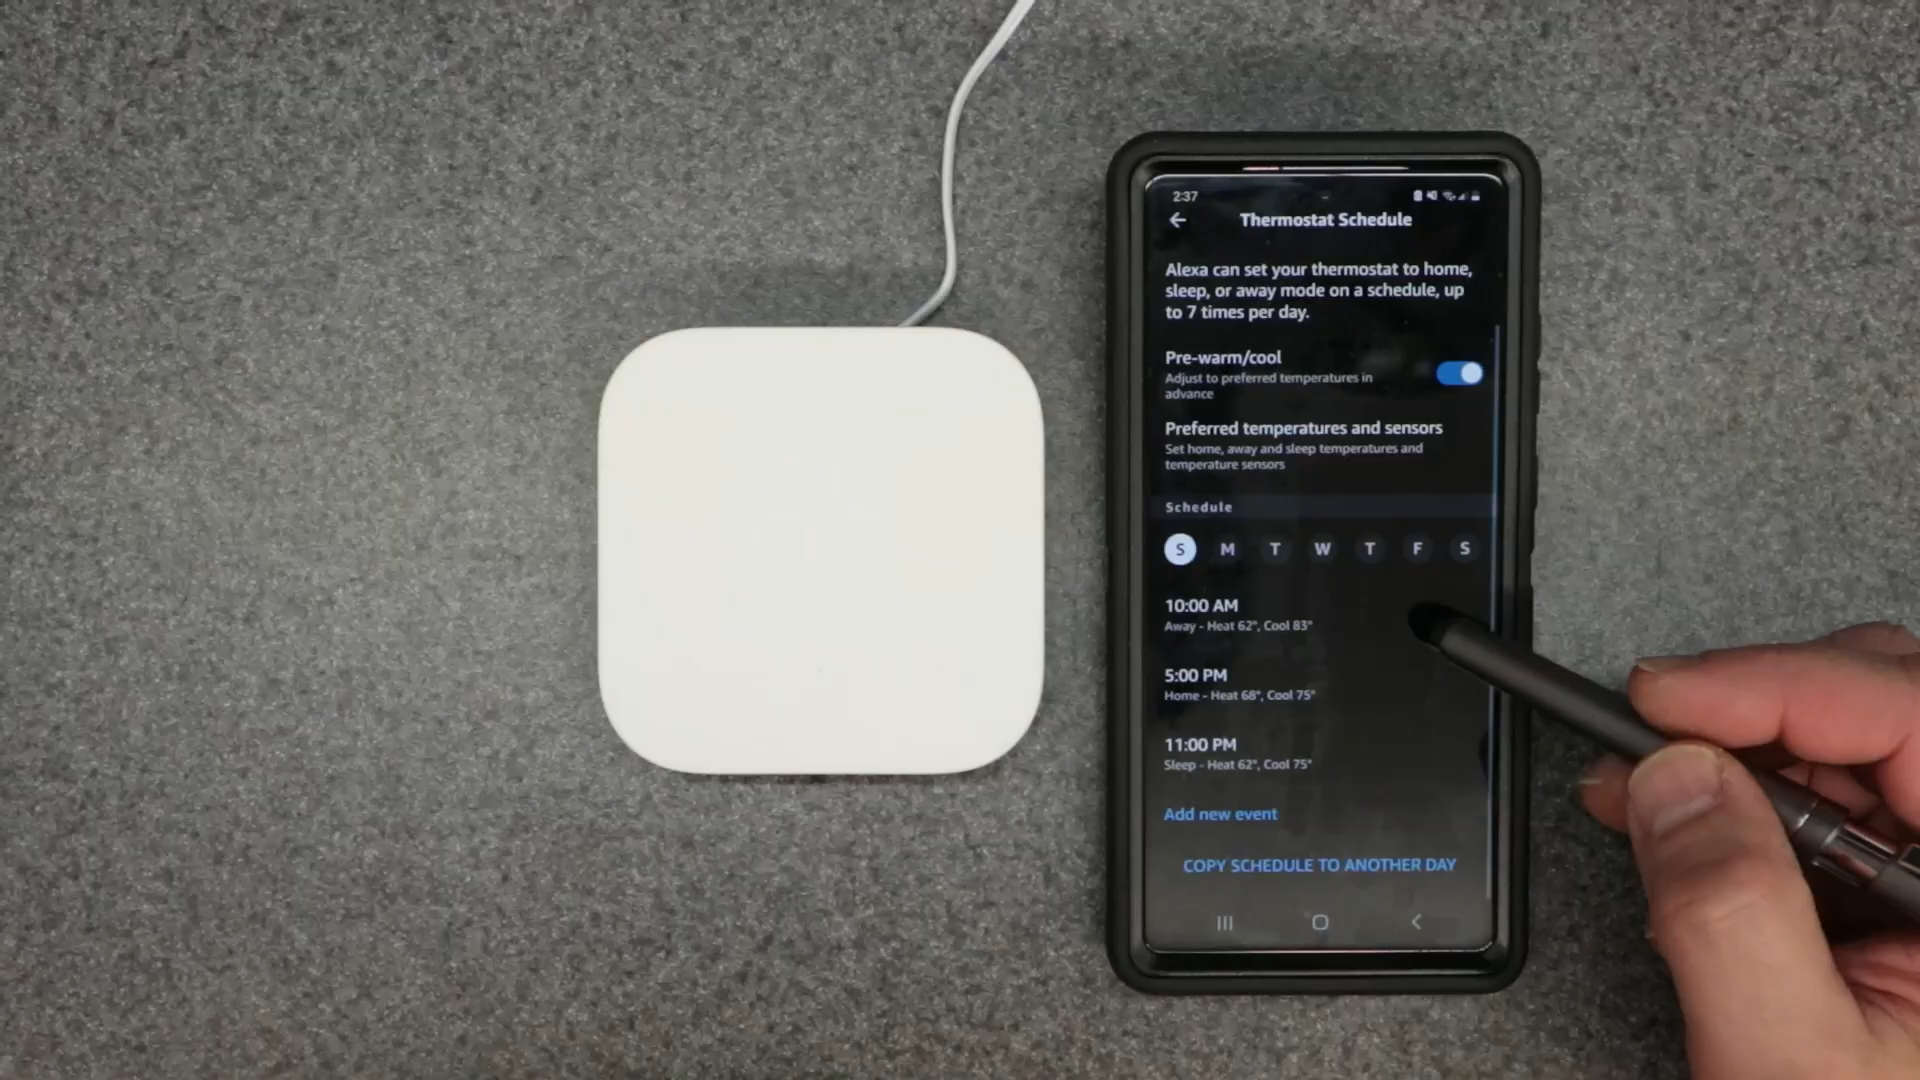 2:37
Thermostat Schedule
Alexa can set your thermostat to home,
sleep, or away mode on a schedule, up
to 7 times per day.
Pre-warm/cool
Adjust to preferred temperatures in
advance
Preferred temperatures and sensors
Set home, away and sleep temperatures and
temperature sensors
Schedule
S M T W T F S
10:00 AM
Away - Heat 62°, Cool 83°
5:00 PM
Home - Heat 68°, Cool 75°
11:00 PM
Sleep - Heat 62°, Cool 75°
Add new event
COPY SCHEDULE TO ANOTHER DAY